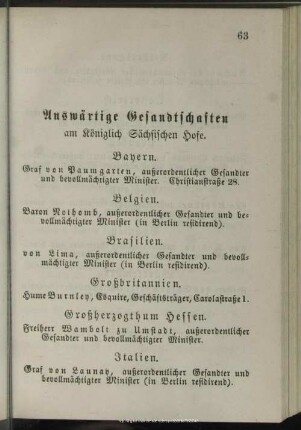 63
Auswärtige Gesandtschaften
am Königlich Sächsischen Hofe.
Bayern.
Graf von Paumgarten, außerordentlicher Gesandter
und bevollmächtigter Minister. Christianstraße 28.
Belgien.
Baron Nothomb, außerordentlicher Gesandter und be-
vollmächtigter Minister (in Berlin residirend).
Brasilien.
von Lima, außerordentlicher Gesandter und bevoll-
mächtigter Minister (in Berlin residirend).
Großbritannien.
Hume Burnley, Esquire, Geschäftsträger, Carolastraße 1.
Großherzogthum Hessen.
Freiherr Wambolt zu Umstadt, außerordentlicher
Gesandter und bevollmächtigter Minister.
Italien.
Graf von Launay, außerordentlicher Gesandter und
bevollmächtigter Minister (in Berlin residirend).